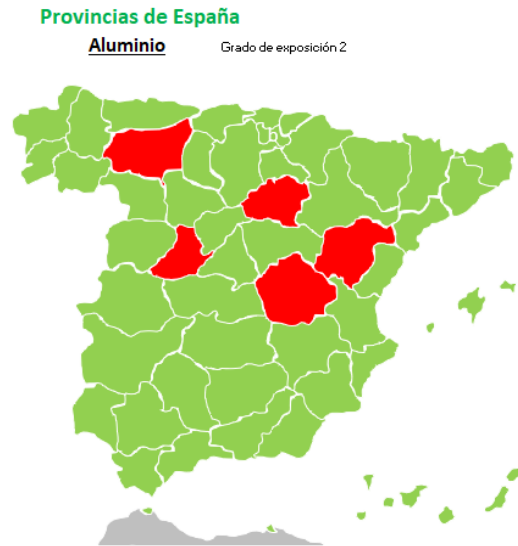 Provincias de España
Aluminio
Grado de exposición 2